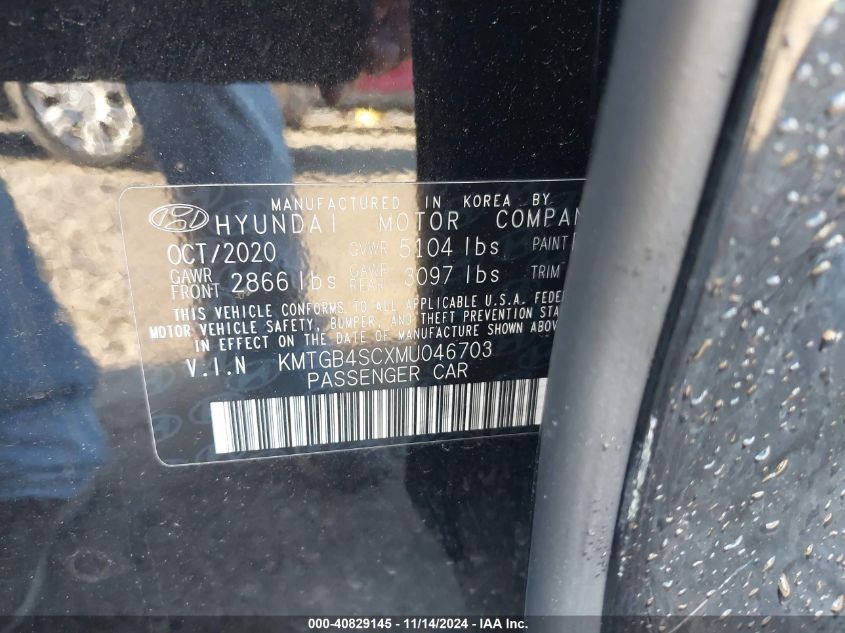 MANUFACTURED IN KOREA BY
HYUNDAI MOTOR COMPAN
OCT/2020 GVWR 5104 lbs PAINT
GAWR FRONT 2866 lbs GAWR REAR 3097 lbs TRIM
THIS VEHICLE CONFORMS TO ALL APPLICABLE U.S.A. FEDE
MOTOR VEHICLE SAFETY, BUMPER, AND THEFT PREVENTION STA
IN EFFECT ON THE DATE OF MANUFACTURE SHOWN ABOV
V.I.N KMTGB4SCXMU046703
PASSENGER CAR
000-40829145 - 11/14/2024 - IAA Inc.